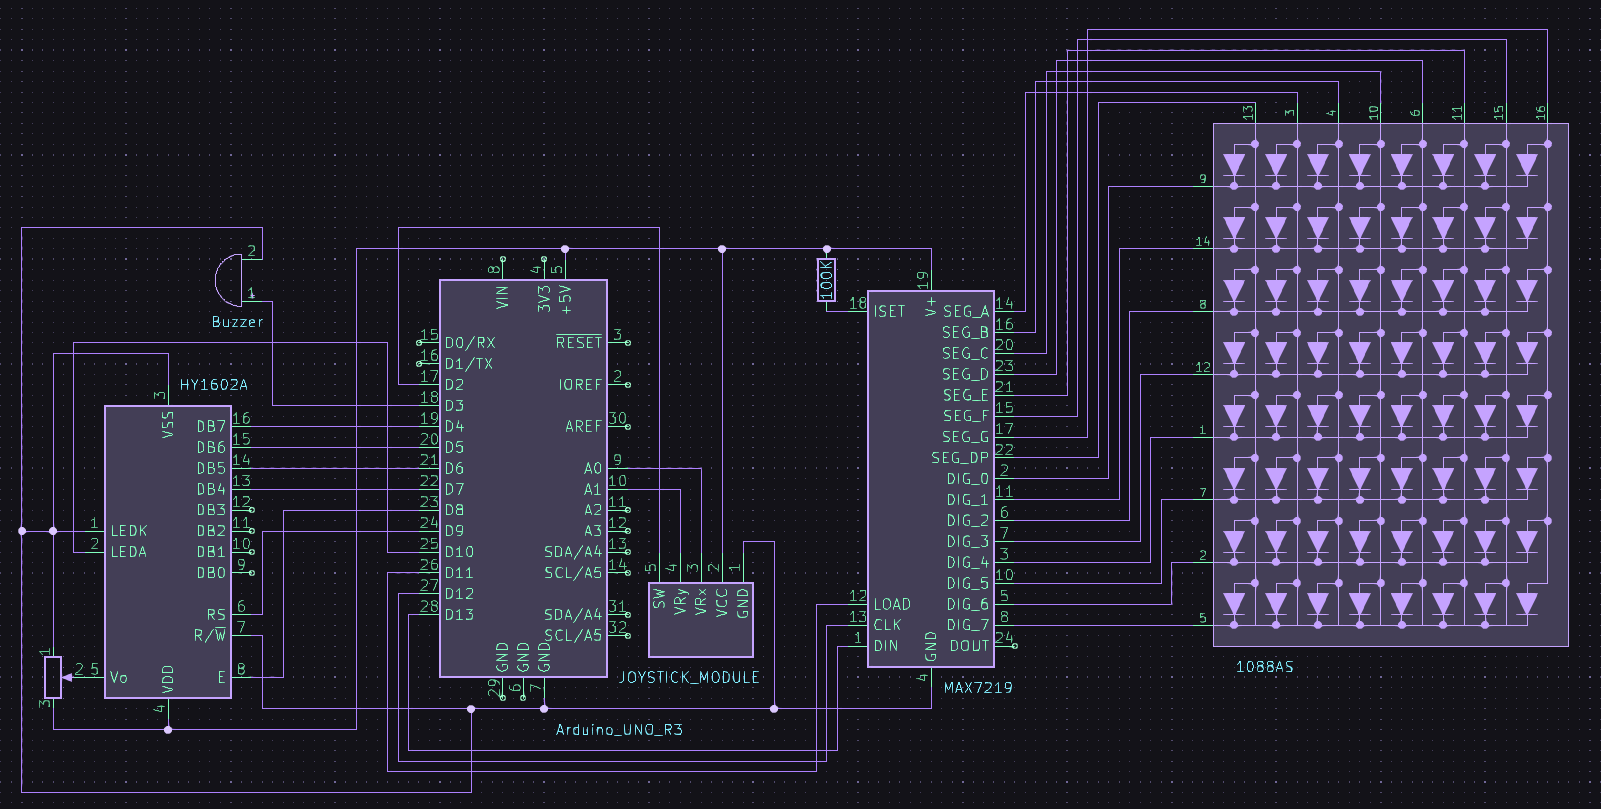 2
1
Buzzer
HY1602A
3
VSS
1 LEDK
2 LEDA
2 5 Vo
1
3
DB7 16
DB6 15
DB5 14
DB4 13
DB3 12
DB2 11
DB1 10
DB0 9
RS 6
R/W 7
E 8
VDD
4
8 4 5
VIN 3V3 +5V
15 D0/RX
16 D1/TX
17 D2
18 D3
19 D4
20 D5
21 D6
22 D7
23 D8
24 D9
25 D10
26 D11
27 D12
28 D13
RESET 3
IOREF 2
AREF 30
A0 9
A1 10
A2 11
A3 12
SDA/A4 13
SCL/A5 14
SDA/A4 31
SCL/A5 32
GND GND GND
29 6 7
Arduino_UNO_R3
5 4 3 2 1
SW VRy VRx VCC GND
JOYSTICK_MODULE
100K
19
V+
18 ISET
12 LOAD
13 CLK
1 DIN
SEG_A 14
SEG_B 16
SEG_C 20
SEG_D 23
SEG_E 21
SEG_F 15
SEG_G 17
SEG_DP 22
DIG_0 2
DIG_1 11
DIG_2 6
DIG_3 7
DIG_4 3
DIG_5 10
DIG_6 5
DIG_7 8
DOUT 24
GND
4
MAX7219
13 3 4 10 6 11 15 16
9
14
8
12
1
7
2
5
1088AS